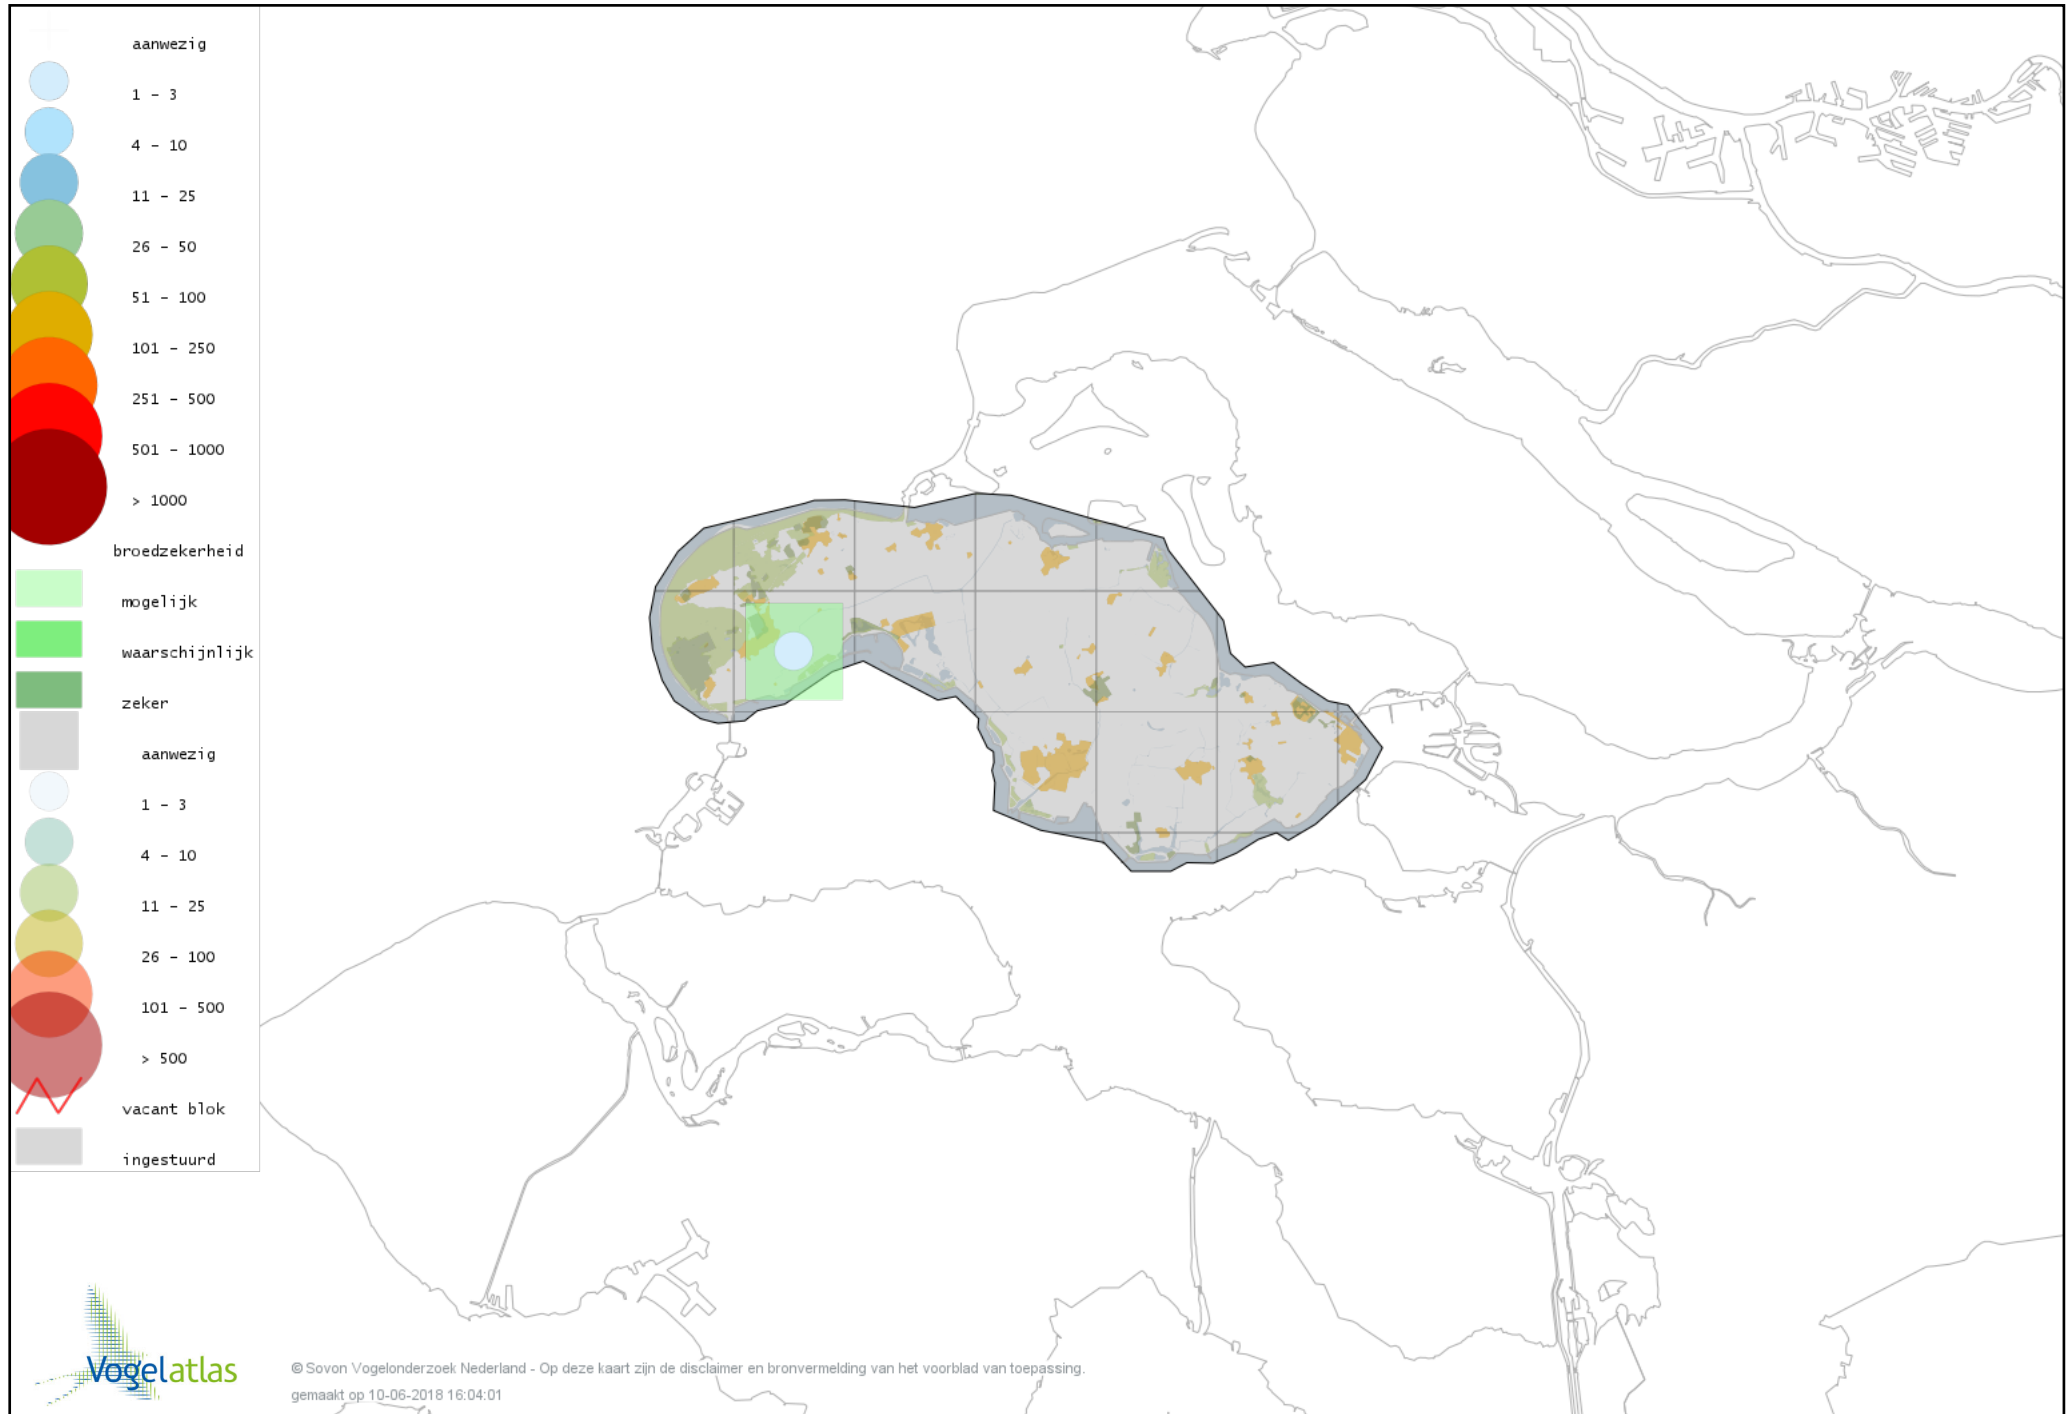 aanwezig
1 - 3
4 - 10
11 - 25
26 - 50
51 - 100
101 - 250
251 - 500
501 - 1000
> 1000
broedzekerheid
mogelijk
waarschijnlijk
zeker
aanwezig
1 - 3
4 - 10
11 - 25
26 - 100
101 - 500
> 500
vacant blok
ingestuurd
Vogelatlas
© Sovon Vogelonderzoek Nederland - Op deze kaart zijn de disclaimer en bronvermelding van het voorblad van toepassing.
gemaakt op 10-06-2018 16:04:01